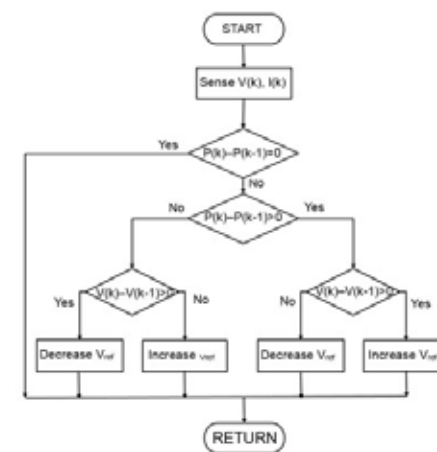 START
Sense V(k), I(k)
Yes
P(k)–P(k-1)=0
No
No
P(k)–P(k-1)>0
Yes
V(k)–V(k-1)>0
V(k)=V(k-1)>0
Yes
No
No
Yes
Decrease Vref
Increase Vref
Decrease Vref
Increase Vref
RETURN